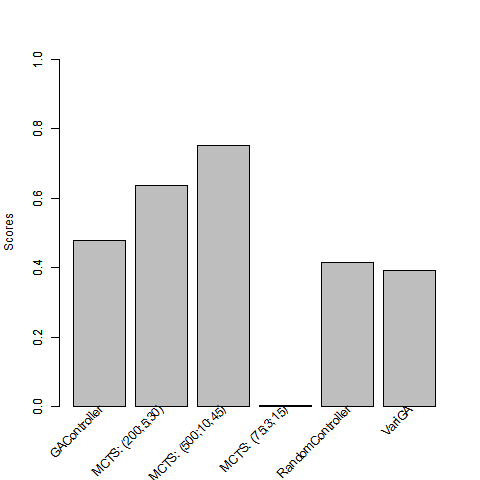 1.0
0.8
0.6
0.4
0.2
0.0
Scores
GAController
MCTS: (200;5;30)
MCTS: (500;10;45)
MCTS: (75;3;15)
RandomController
VariGA